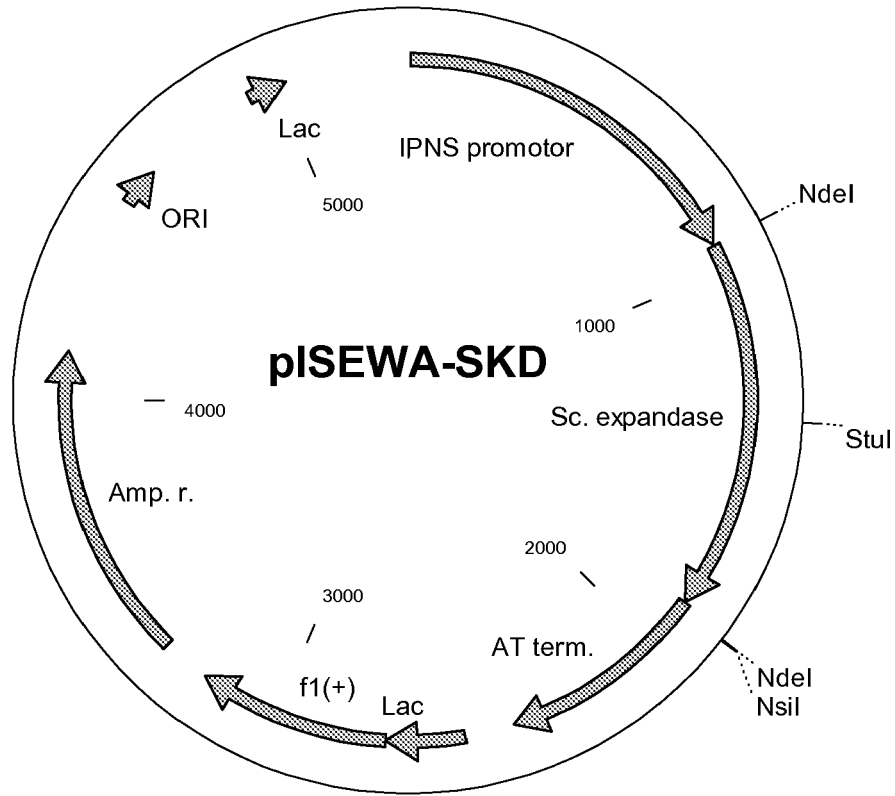 Lac
IPNS promotor
5000
ORI
NdeI
1000
pISEWA-SKD
4000
Sc. expandase
StuI
Amp. r.
2000
3000
AT term.
NdeI
NsiI
f1(+)
Lac